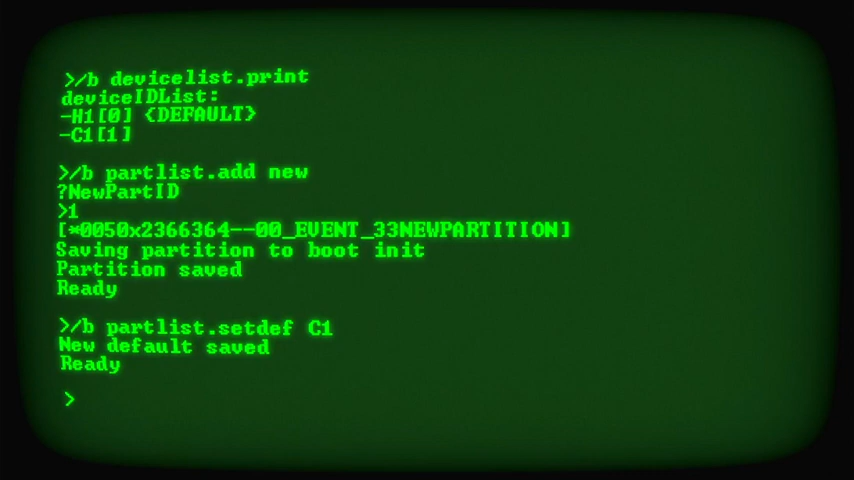 >/b devicelist.print
deviceIDList:
-H1[0] {DEFAULT}
-C1[1]
>/b partlist.add new
?NewPartID
>1
[*0050x2366364--00_EVENT_33NEWPARTITION]
Saving partition to boot init
Partition saved
Ready
>/b partlist.setdef C1
New default saved
Ready
>